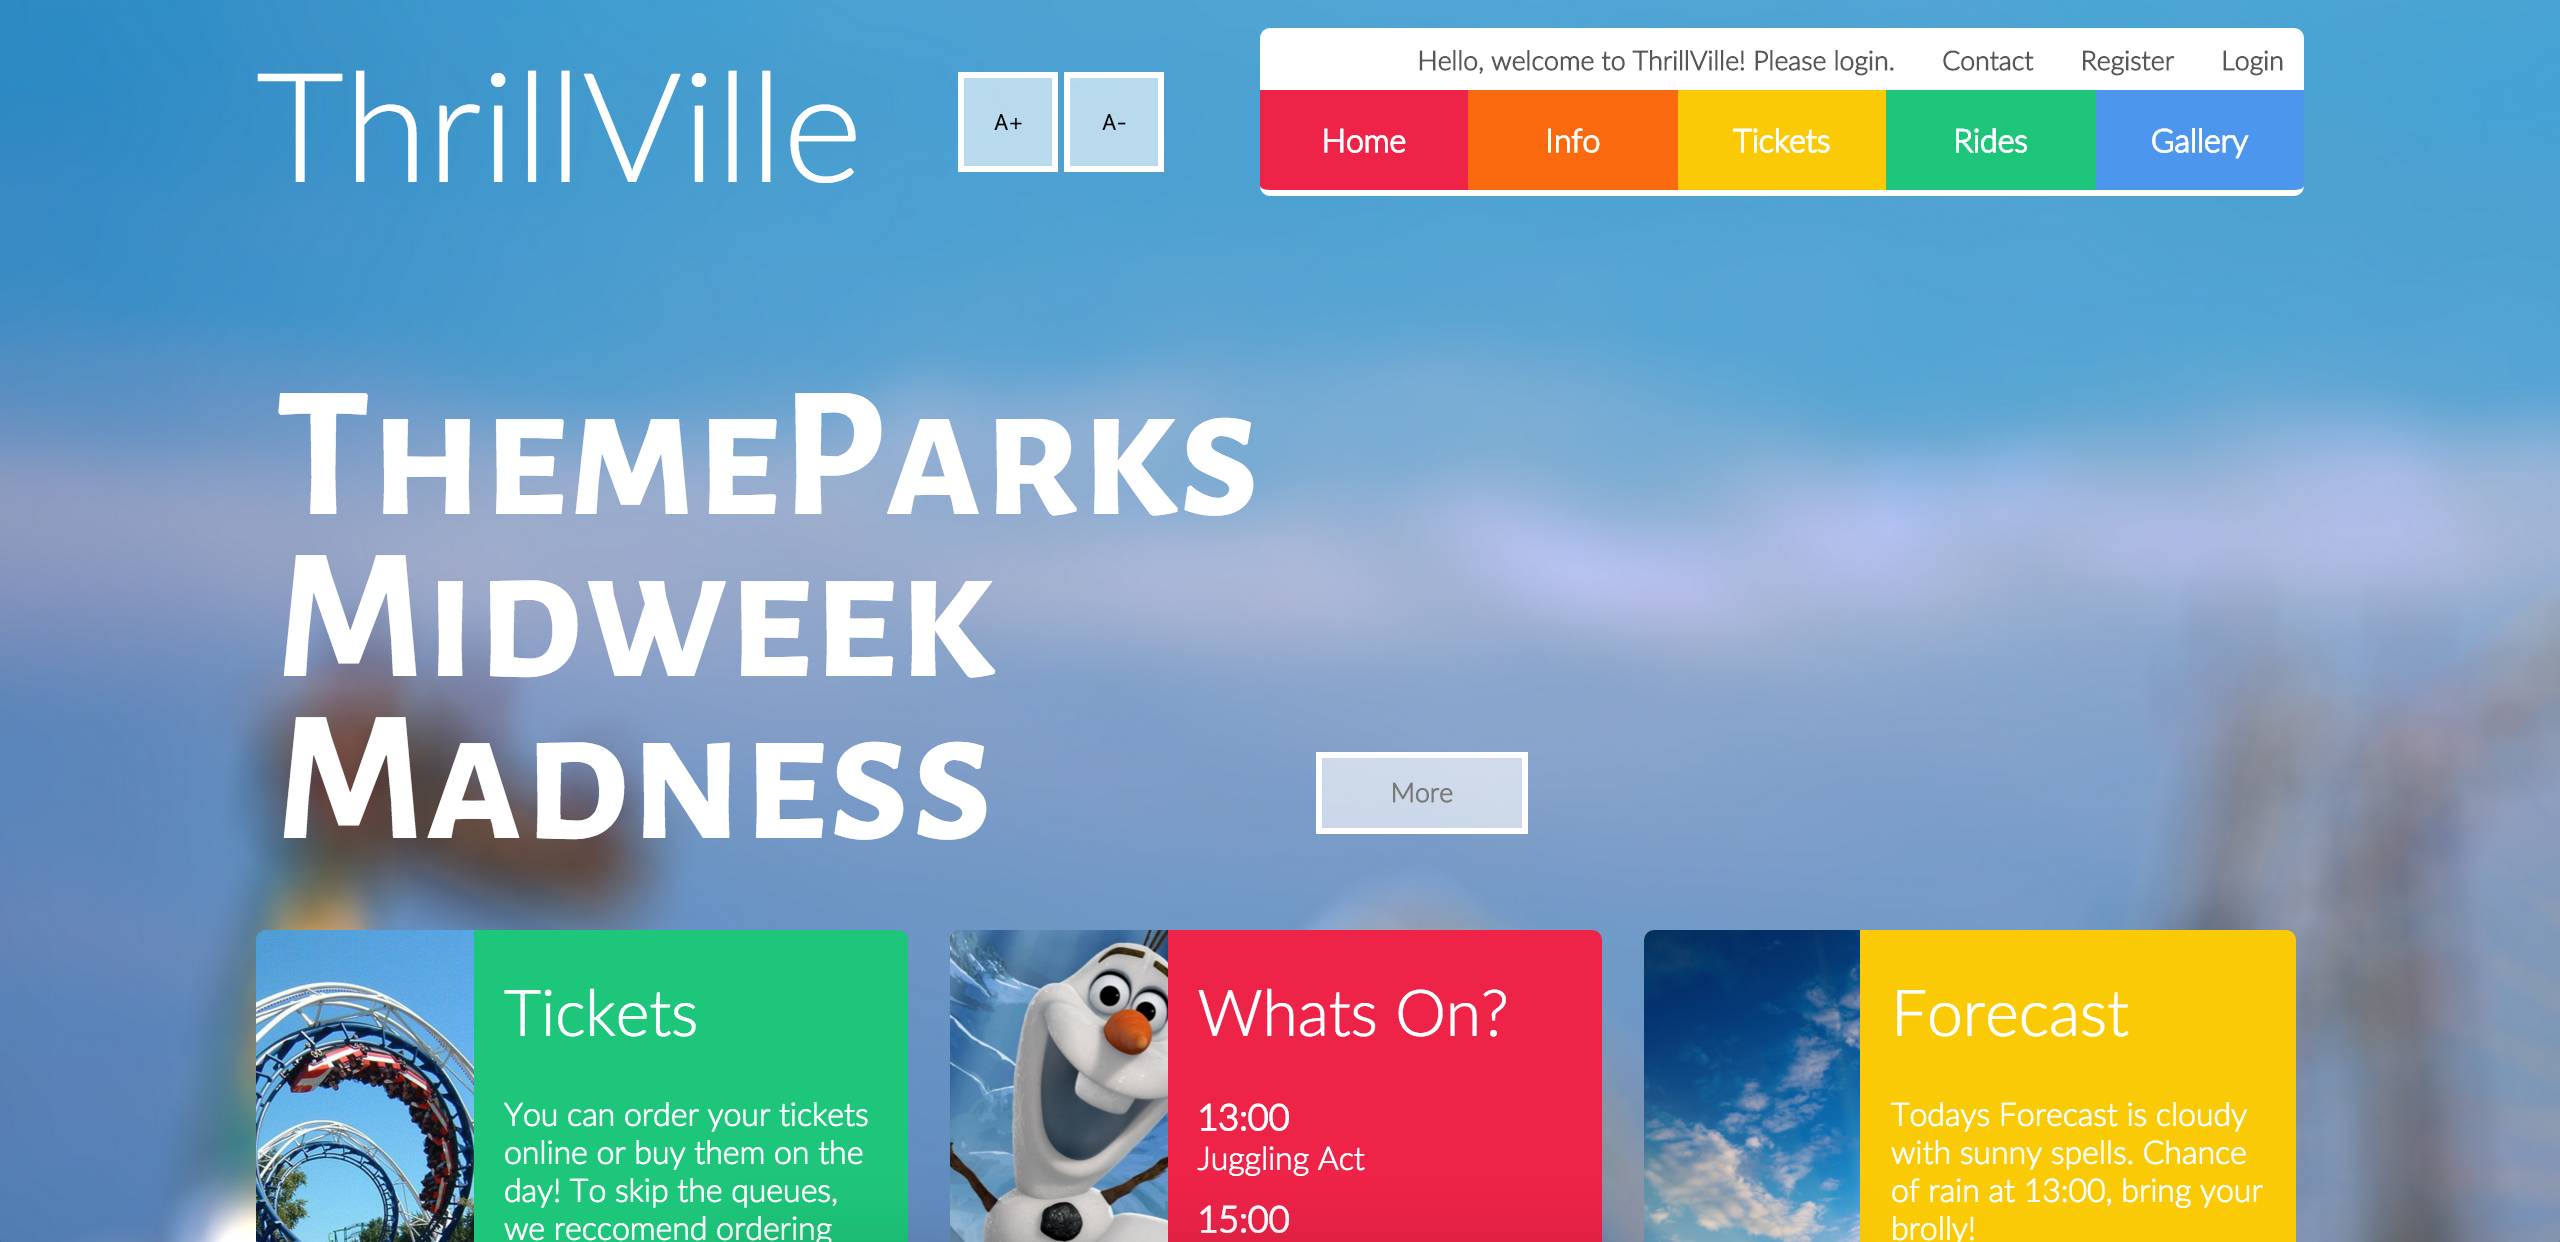 ThrillVille
A+
A-
Hello, welcome to ThrillVille! Please login.
Contact
Register
Login
Home
Info
Tickets
Rides
Gallery
ThemeParks
Midweek
Madness
More
Tickets
You can order your tickets
online or buy them on the
day! To skip the queues,
we reccomend ordering
Whats On?
13:00
Juggling Act
15:00
Forecast
Todays Forecast is cloudy
with sunny spells. Chance
of rain at 13:00, bring your
brolly!